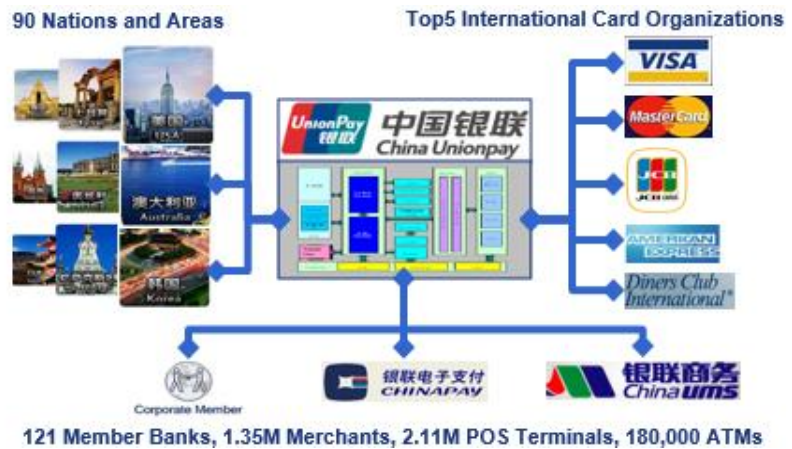 90 Nations and Areas
Top5 International Card Organizations
美国
USA
澳大利亚
Australia
韩国
Korea
UnionPay
银联
中国银联
China Unionpay
VISA
MasterCard
JCB
AMERICAN
EXPRESS
Diners Club
International®
Corporate Member
银联电子支付
CHINAPAY
银联商务
China ums
121 Member Banks, 1.35M Merchants, 2.11M POS Terminals, 180,000 ATMs